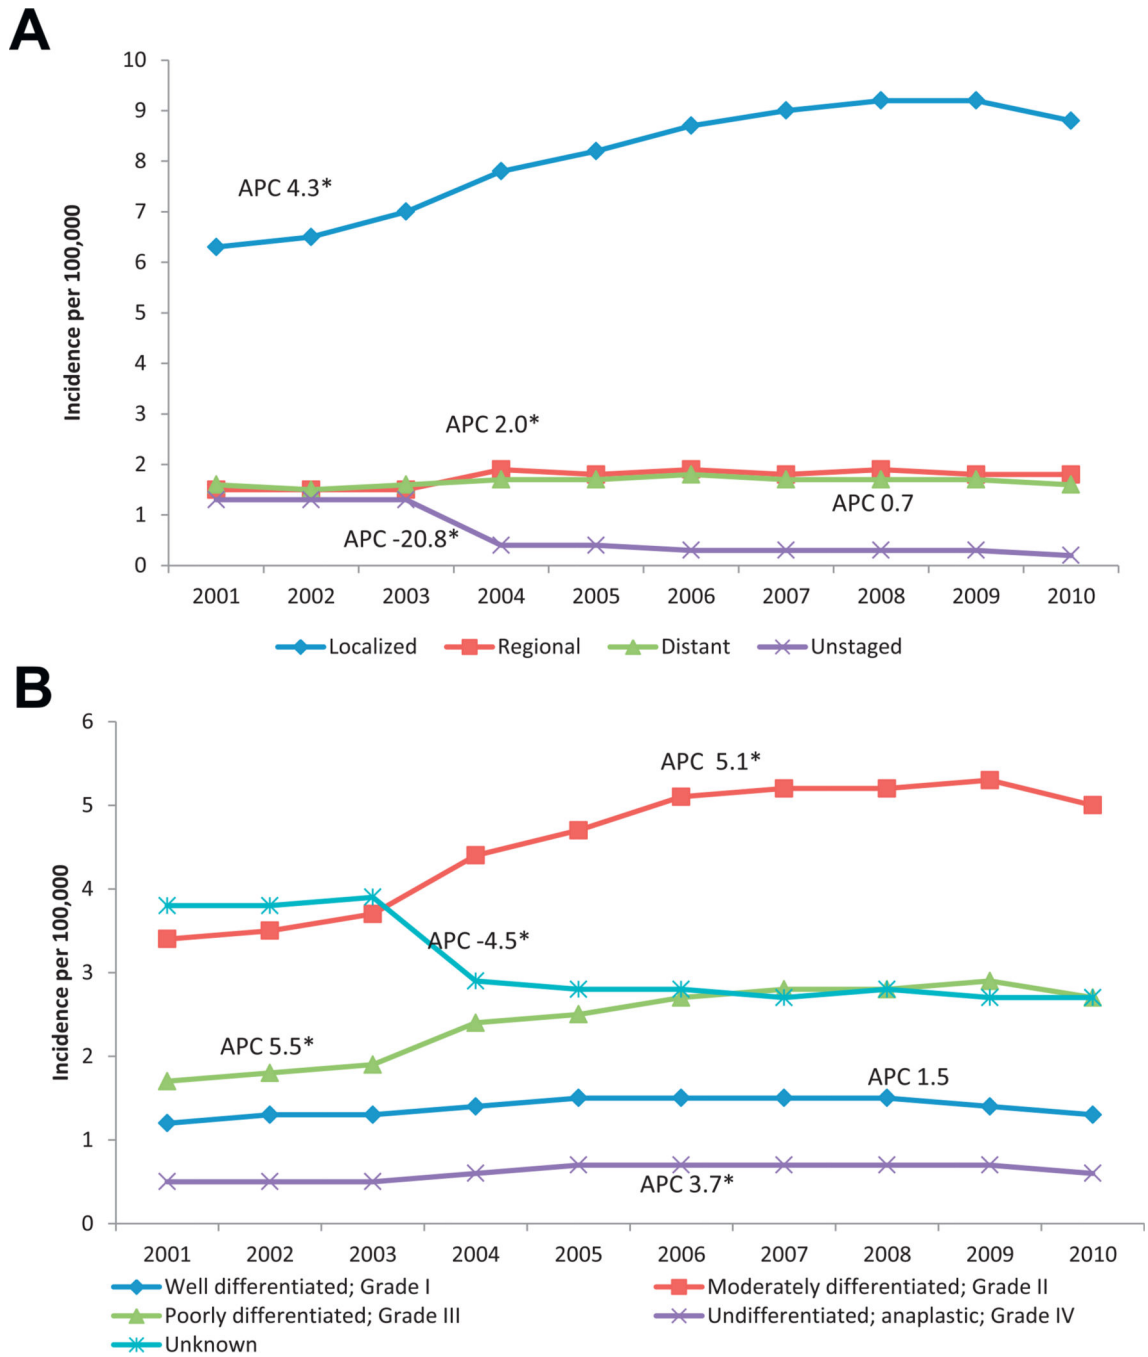 A
10
9
8
7
6
5
4
3
2
1
0
Incidence per 100,000
APC 4.3*
APC 2.0*
APC 0.7
APC -20.8*
2001 2002 2003 2004 2005 2006 2007 2008 2009 2010
Localized Regional Distant Unstaged
B
6
5
4
3
2
1
0
Incidence per 100,000
APC 5.1*
APC -4.5*
APC 5.5*
APC 1.5
APC 3.7*
2001 2002 2003 2004 2005 2006 2007 2008 2009 2010
Well differentiated; Grade I Moderately differentiated; Grade II
Poorly differentiated; Grade III Undifferentiated; anaplastic; Grade IV
Unknown